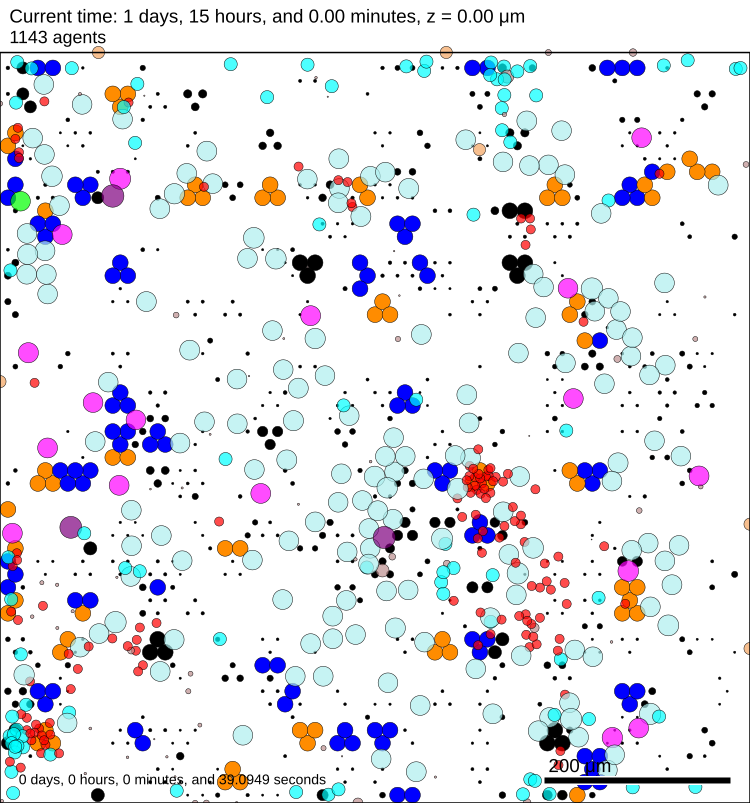 Current time: 1 days, 15 hours, and 0.00 minutes, z = 0.00 μm
1143 agents
200 μm
0 days, 0 hours, 0 minutes, and 39.0949 seconds